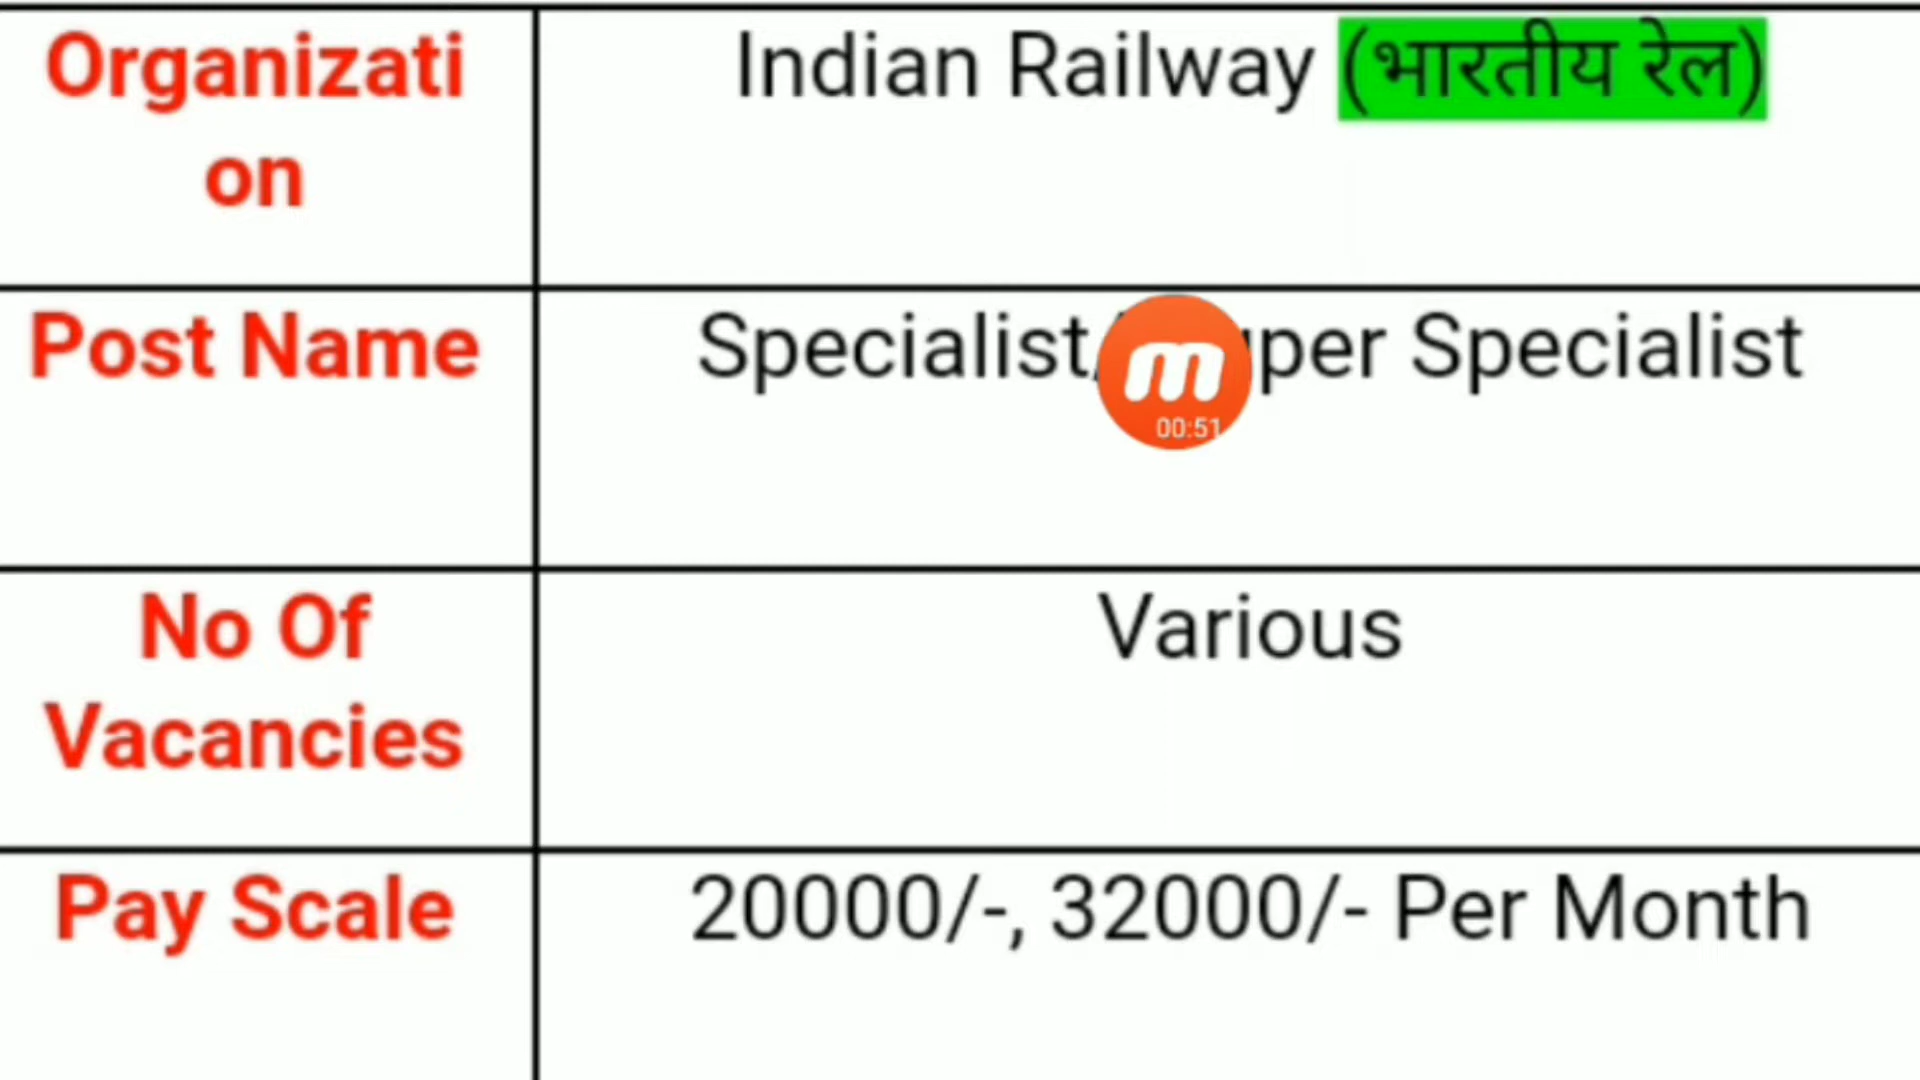 Organizati
on
Indian Railway (भारतीय रेल)
Post Name
Specialist/ Specialist
00:51
No Of
Vacancies
Various
Pay Scale
20000/-, 32000/- Per Month